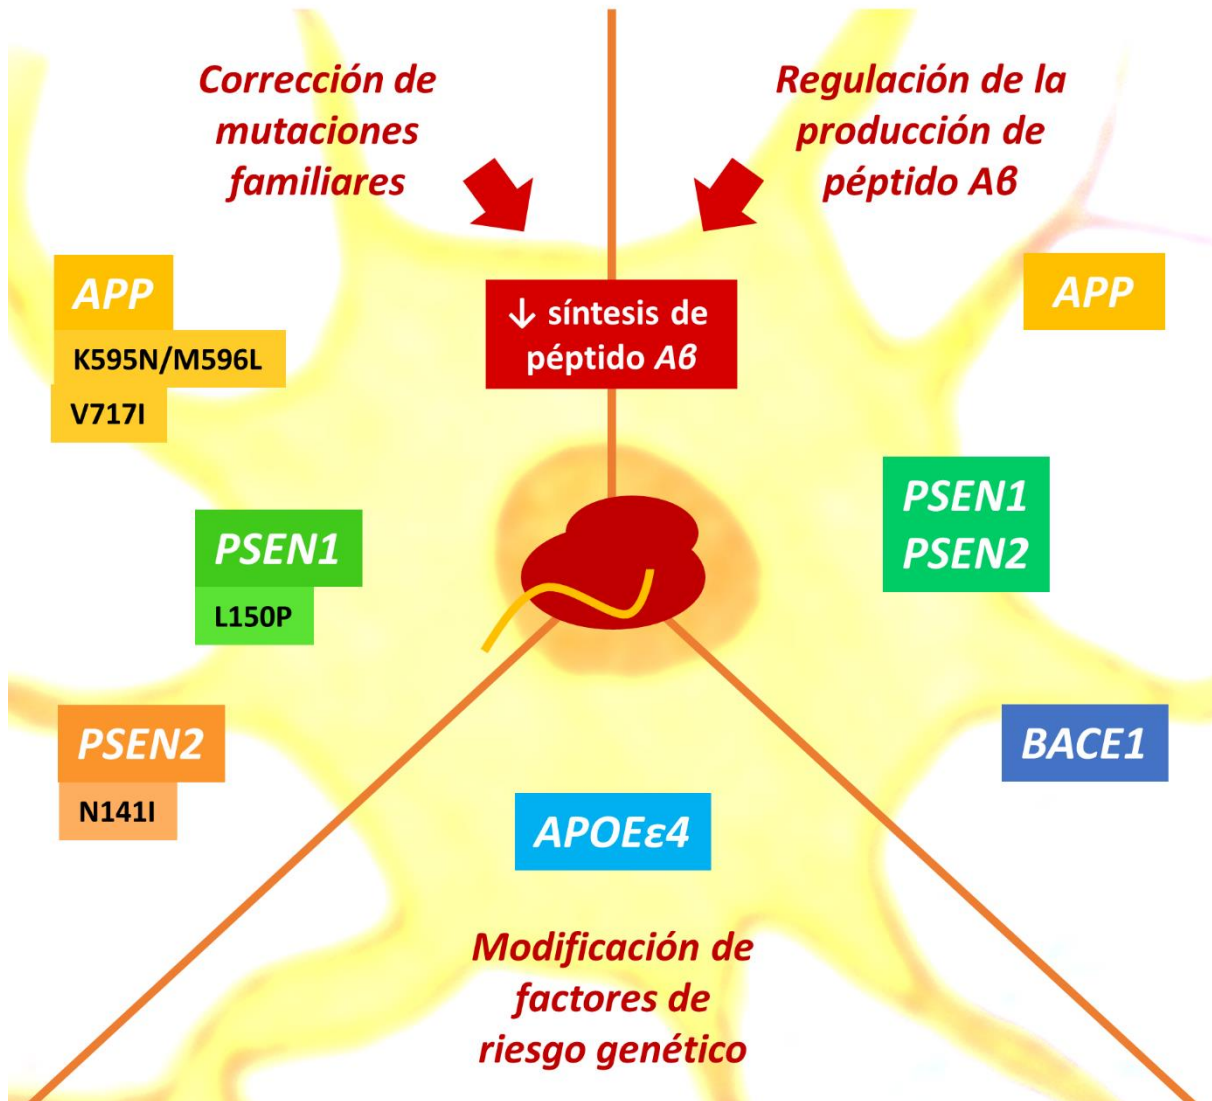 Corrección de
mutaciones
familiares
Regulación de la
producción de
péptido Aβ
↓ síntesis de
péptido Aβ
APP
K595N/M596L
V717I
PSEN1
L150P
PSEN2
N141I
APP
PSEN1
PSEN2
BACE1
APOEε4
Modificación de
factores de
riesgo genético